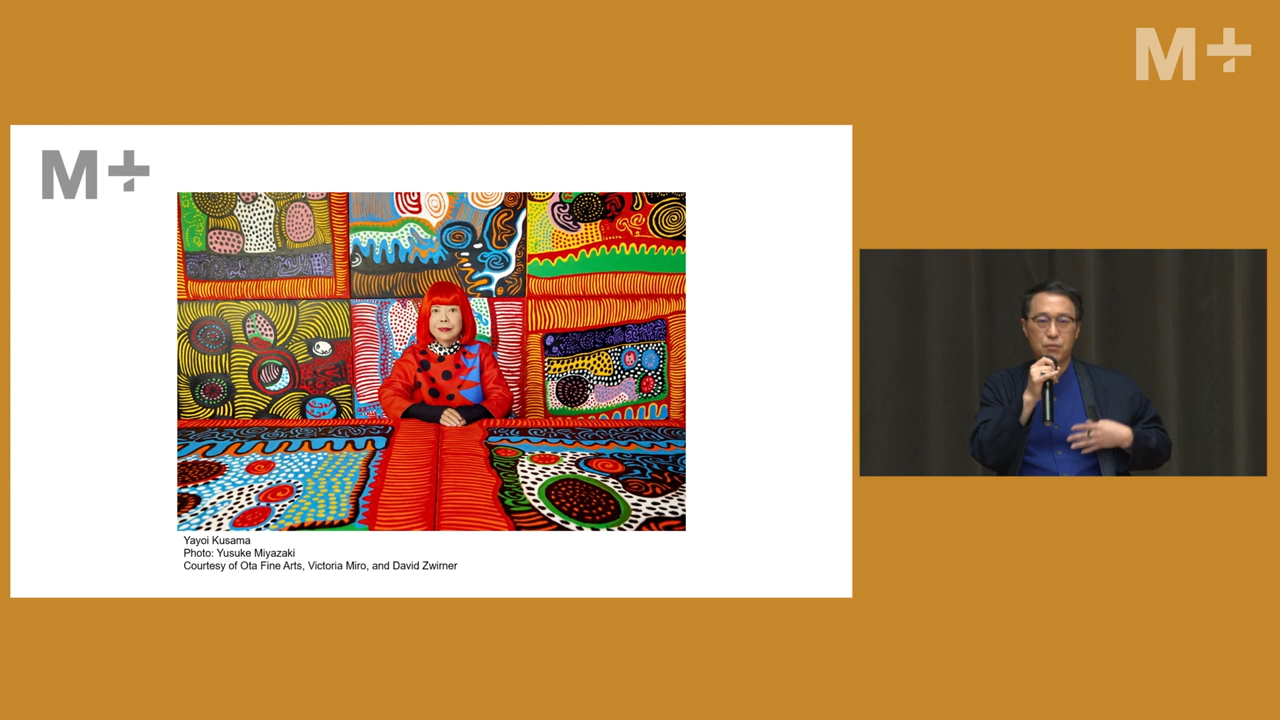 M+
M+
Yayoi Kusama
Photo: Yusuke Miyazaki
Courtesy of Ota Fine Arts, Victoria Miro, and David Zwirner